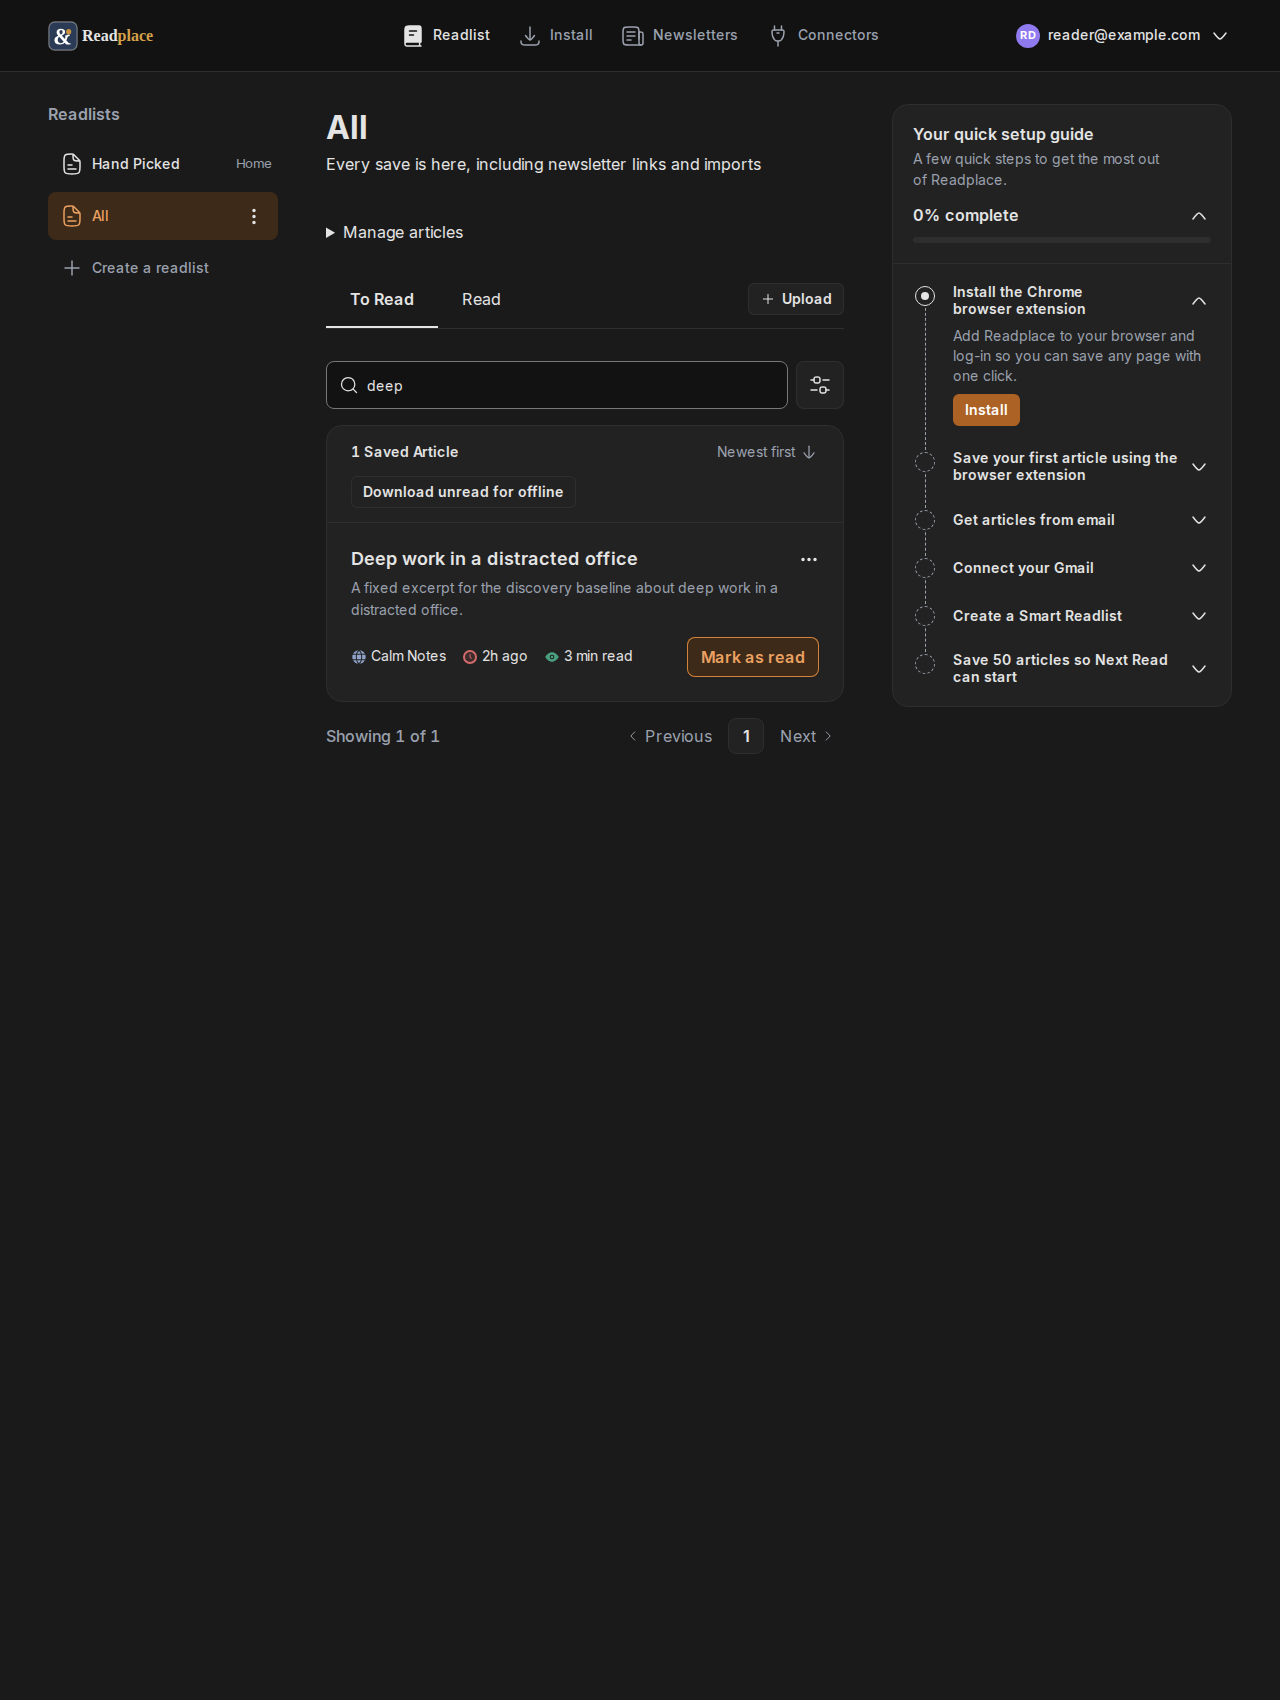 & Readplace
Readlist
Install
Newsletters
Connectors
RD
reader@example.com
Readlists
Hand Picked
Home
All
Create a readlist
All
Every save is here, including newsletter links and imports
Manage articles
To Read
Read
Upload
deep
1 Saved Article
Newest first
Download unread for offline
Deep work in a distracted office
A fixed excerpt for the discovery baseline about deep work in a
distracted office.
Calm Notes
2h ago
3 min read
Mark as read
Showing 1 of 1
Previous
1
Next
Your quick setup guide
A few quick steps to get the most out
of Readplace.
0% complete
Install the Chrome
browser extension
Add Readplace to your browser and
log-in so you can save any page with
one click.
Install
Save your first article using the
browser extension
Get articles from email
Connect your Gmail
Create a Smart Readlist
Save 50 articles so Next Read
can start